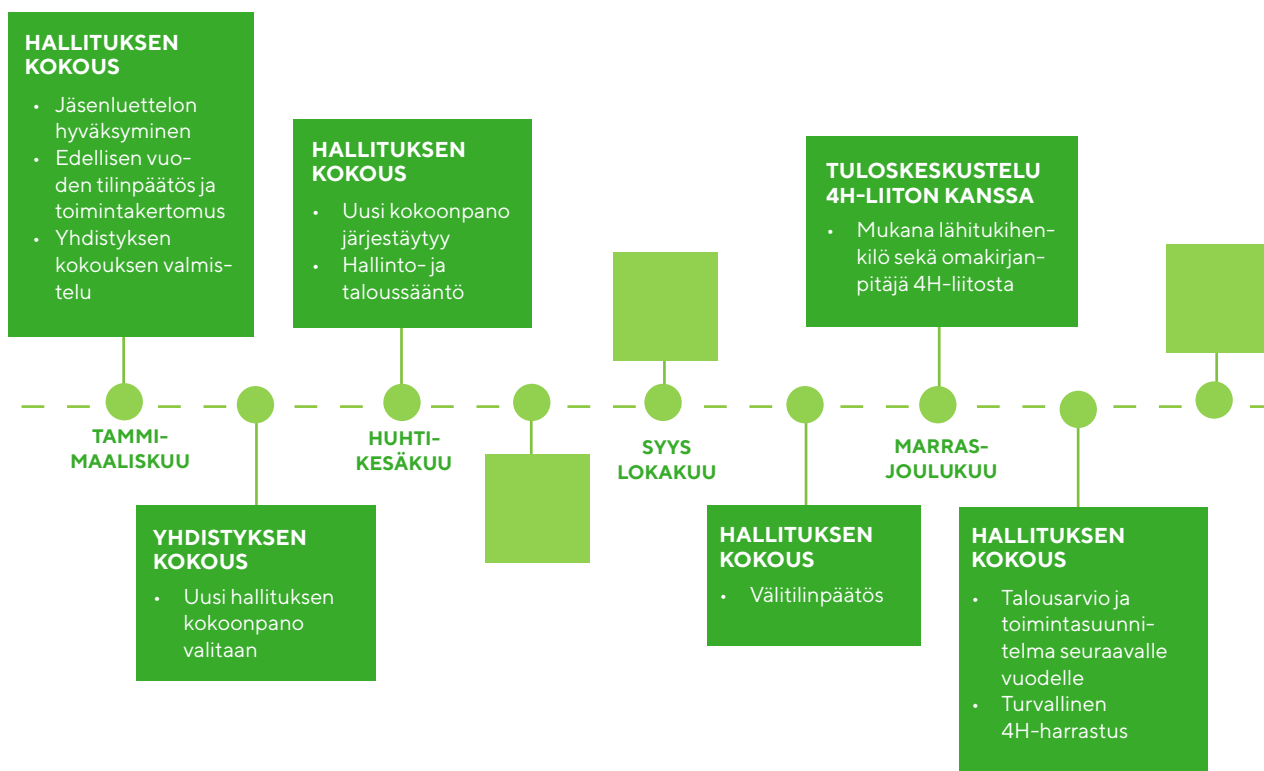 HALLITUKSEN
KOKOUS
• Jäsenluettelon
hyväksyminen
• Edellisen vuo-
den tilinpäätös ja
toimintakertomus
• Yhdistyksen
kokouksen valmis-
telu
TAMMI-
MAALISKUU
YHDISTYKSEN
KOKOUS
• Uusi hallituksen
kokoonpano
valitaan
HALLITUKSEN
KOKOUS
• Uusi kokoonpano
järjestäytyy
• Hallinto- ja
taloussääntö
HUHTI-
KESÄKUU
SYYS
LOKAKUU
HALLITUKSEN
KOKOUS
• Välitilinpäätös
TULOSKESKUSTELU
4H-LIITON KANSSA
• Mukana lähitukihen-
kilö sekä omakirjan-
pitäjä 4H-liitosta
MARRAS-
JOULUKUU
HALLITUKSEN
KOKOUS
• Talousarvio ja
toimintasuunni-
telma seuraavalle
vuodelle
• Turvallinen
4H-harrastus